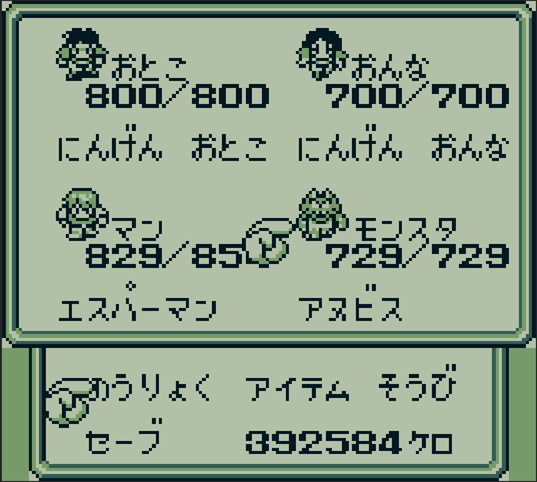 おとこ おんな
800/800 700/700
にんげん おとこ にんげん おんな
マン モンスタ
829/85 729/729
エスパーマン アヌビス
のうりょく アイテム そうび
セーブ 392584ケロ